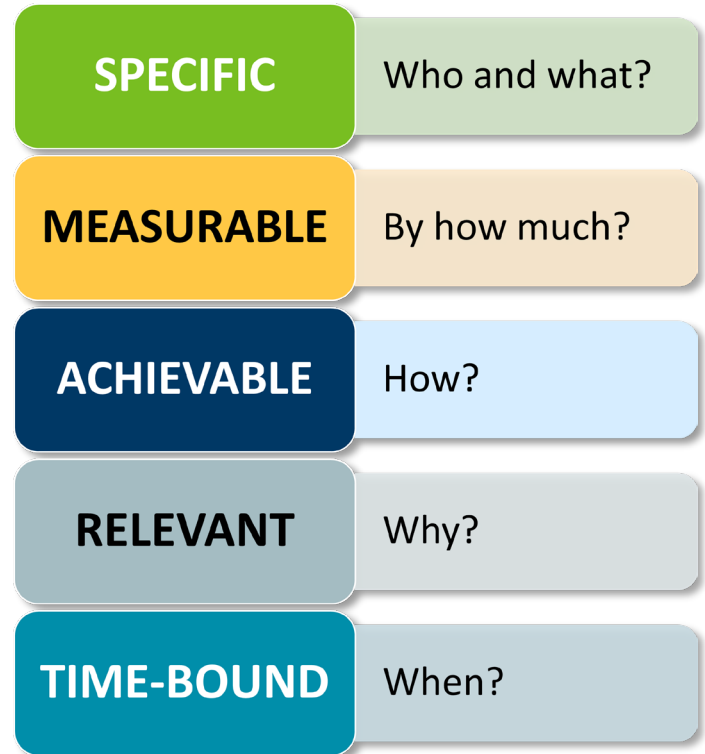 SPECIFIC
Who and what?
MEASURABLE
By how much?
ACHIEVABLE
How?
RELEVANT
Why?
TIME-BOUND
When?